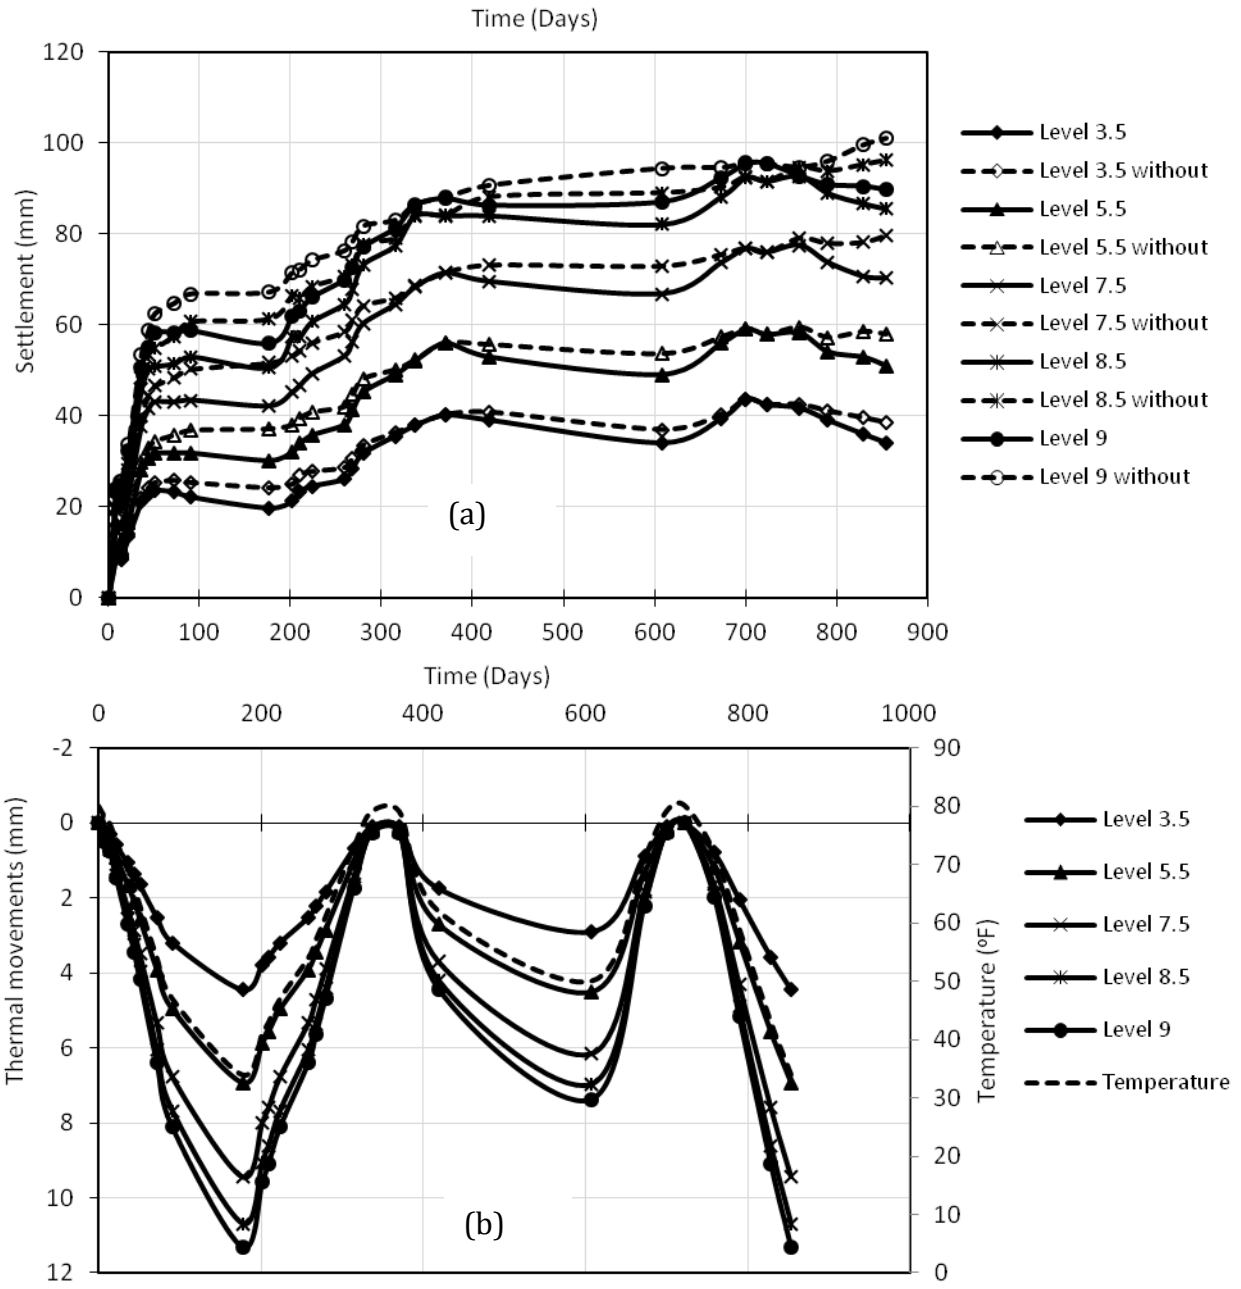 Time (Days)
120
100
80
60
40
20
0
Settlement (mm)
0 100 200 300 400 500 600 700 800 900
(a)
Level 3.5
Level 3.5 without
Level 5.5
Level 5.5 without
Level 7.5
Level 7.5 without
Level 8.5
Level 8.5 without
Level 9
Level 9 without
Time (Days)
0 200 400 600 800 1000
-2
0
2
4
6
8
10
12
Thermal movements (mm)
(b)
90
80
70
60
50
40
30
20
10
0
Temperature (ºF)
Level 3.5
Level 5.5
Level 7.5
Level 8.5
Level 9
Temperature